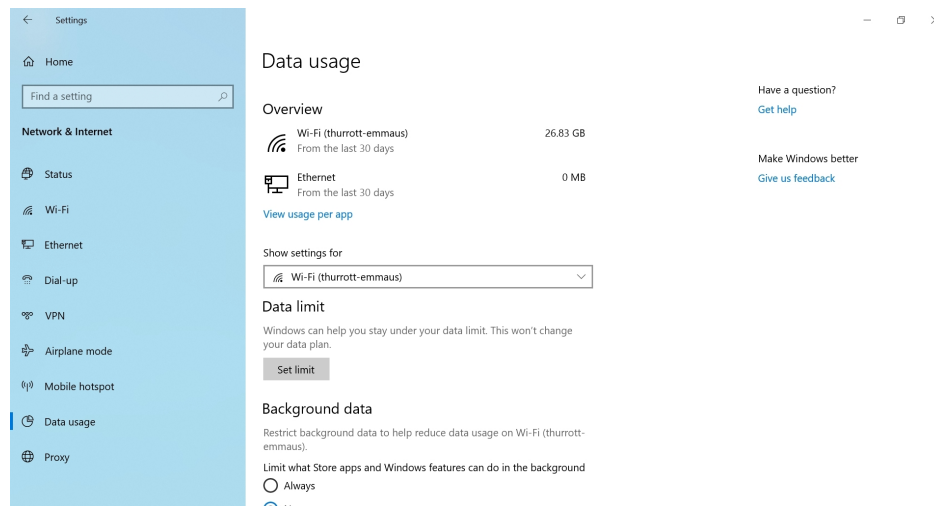 Settings
Home
Find a setting
Network & Internet
Status
Wi-Fi
Ethernet
Dial-up
VPN
Airplane mode
Mobile hotspot
Data usage
Proxy
Data usage
Overview
Wi-Fi (thurrott-emmaus) 26.83 GB
From the last 30 days
Ethernet 0 MB
From the last 30 days
View usage per app
Show settings for
Wi-Fi (thurrott-emmaus)
Data limit
Windows can help you stay under your data limit. This won't change
your data plan.
Set limit
Background data
Restrict background data to help reduce data usage on Wi-Fi (thurrott-
emmaus).
Limit what Store apps and Windows features can do in the background
Always
Have a question?
Get help
Make Windows better
Give us feedback